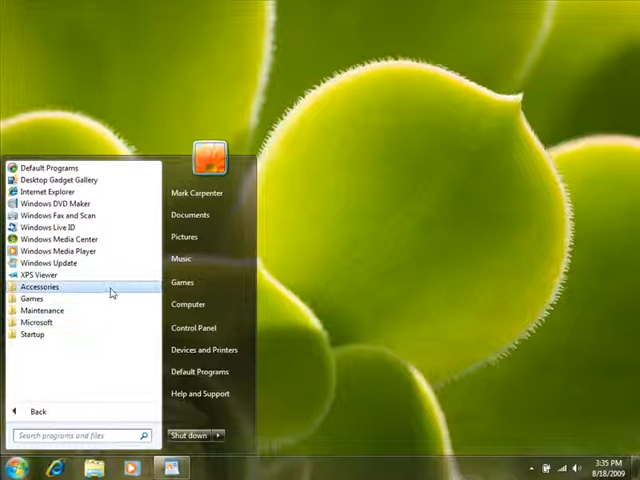 Default Programs
Desktop Gadget Gallery
Internet Explorer
Windows DVD Maker
Windows Fax and Scan
Windows Live ID
Windows Media Center
Windows Media Player
Windows Update
XPS Viewer
Accessories
Games
Maintenance
Microsoft
Startup
Back
Search programs and files
Mark Carpenter
Documents
Pictures
Music
Games
Computer
Control Panel
Devices and Printers
Default Programs
Help and Support
Shut down
3:35 PM
8/18/2009